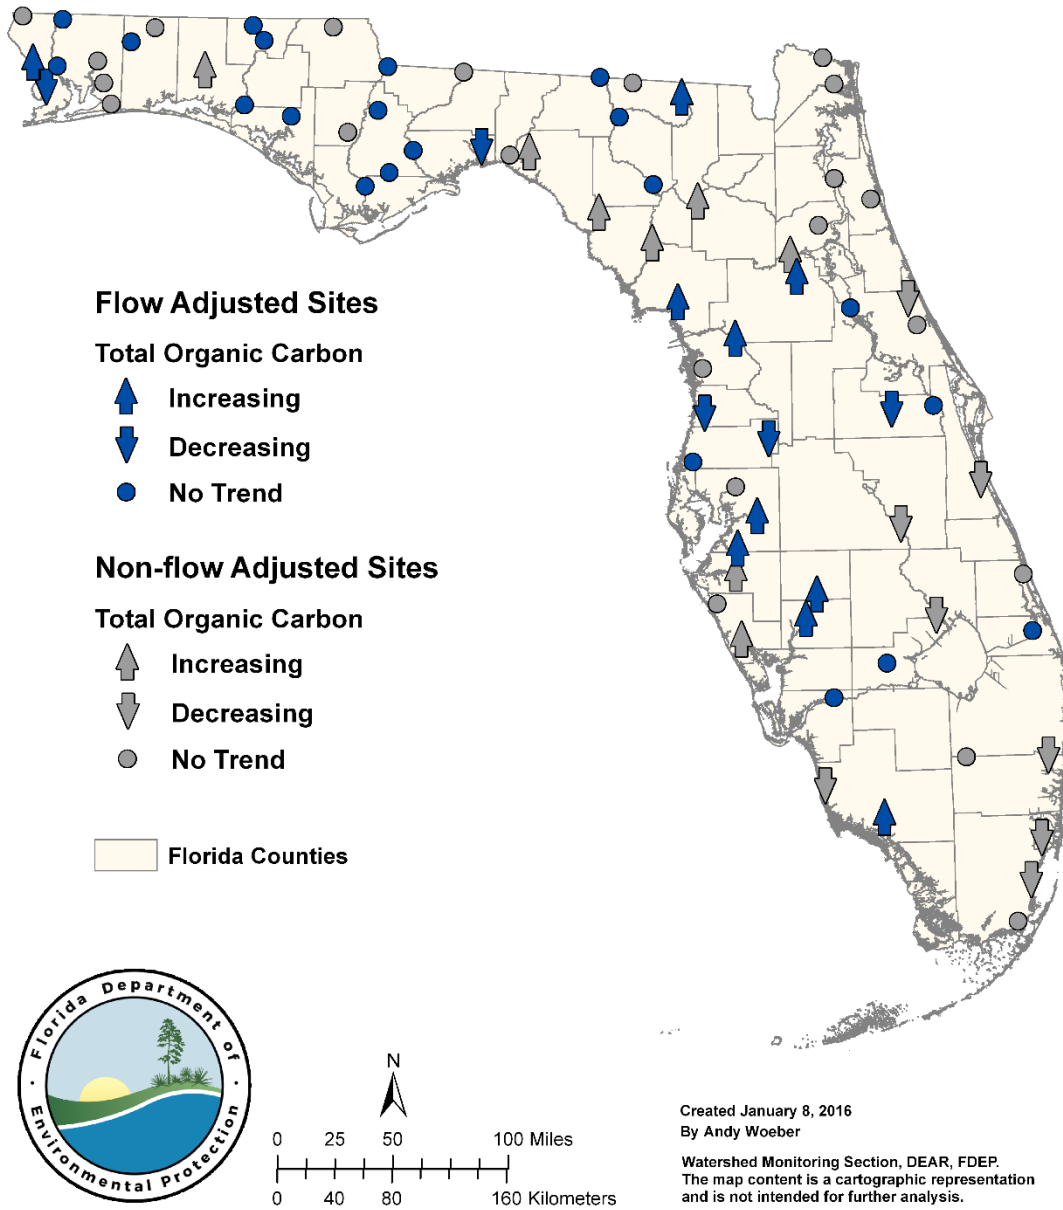 Flow Adjusted Sites
Total Organic Carbon
Increasing
Decreasing
No Trend
Non-flow Adjusted Sites
Total Organic Carbon
Increasing
Decreasing
No Trend
Florida Counties
Florida Department of
Environmental Protection
N
0 25 50 100 Miles
0 40 80 160 Kilometers
Created January 8, 2016
By Andy Woeber
Watershed Monitoring Section, DEAR, FDEP.
The map content is a cartographic representation
and is not intended for further analysis.